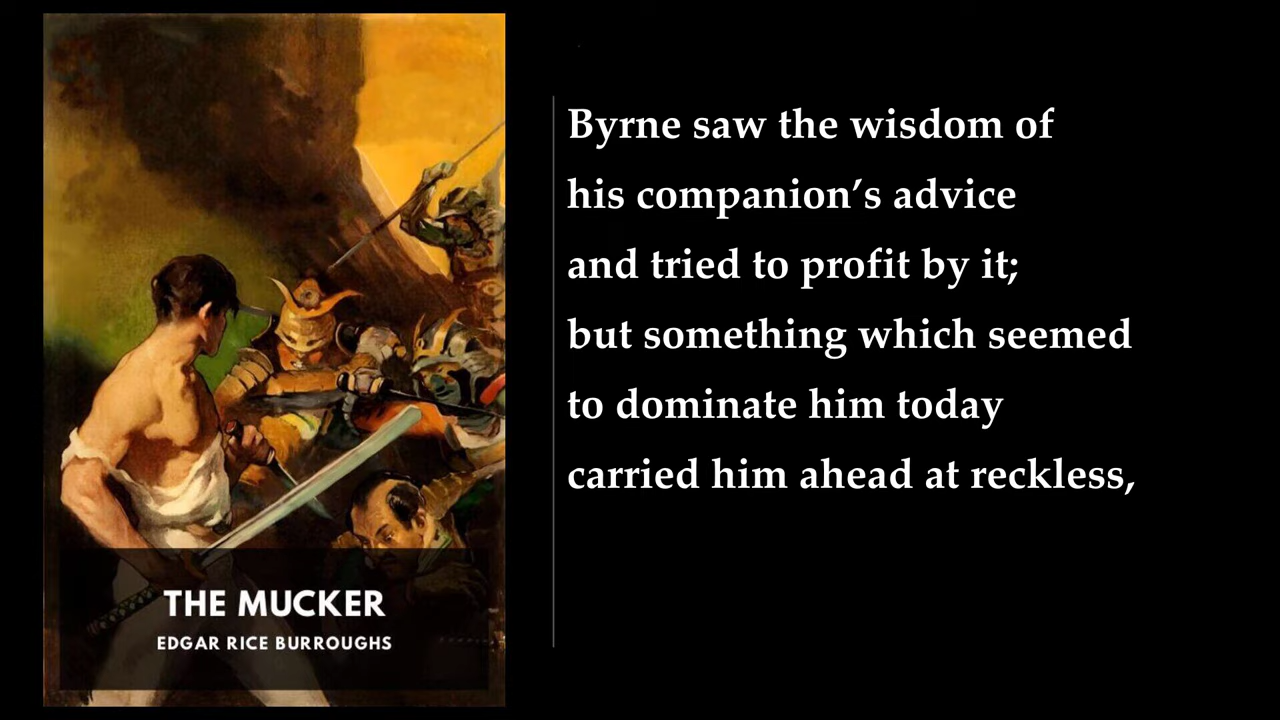 Byrne saw the wisdom of
his companion’s advice
and tried to profit by it;
but something which seemed
to dominate him today
carried him ahead at reckless,
THE MUCKER
EDGAR RICE BURROUGHS